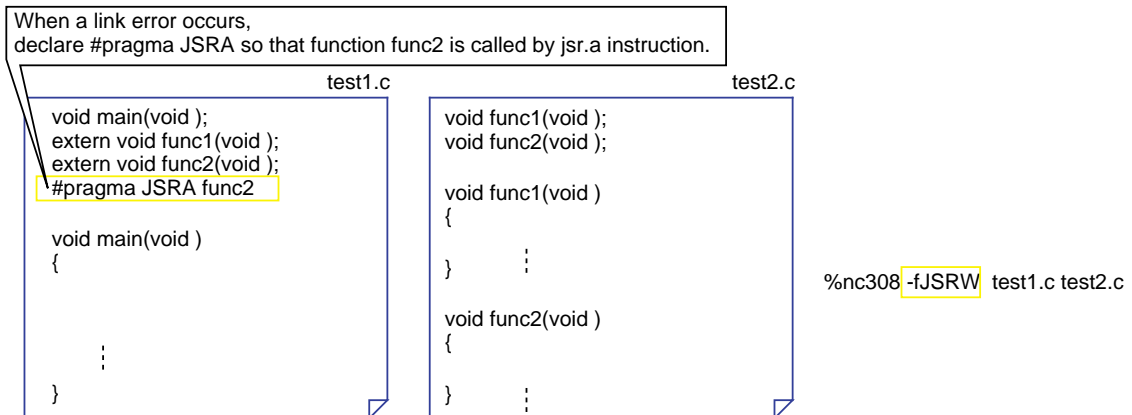 When a link error occurs,
declare #pragma JSRA so that function func2 is called by jsr.a instruction.
test1.c
void main(void );
extern void func1(void );
extern void func2(void );
#pragma JSRA func2
void main(void )
{
}
test2.c
void func1(void );
void func2(void );
void func1(void )
{
}
void func2(void )
{
}
%nc308 -fJSRW test1.c test2.c